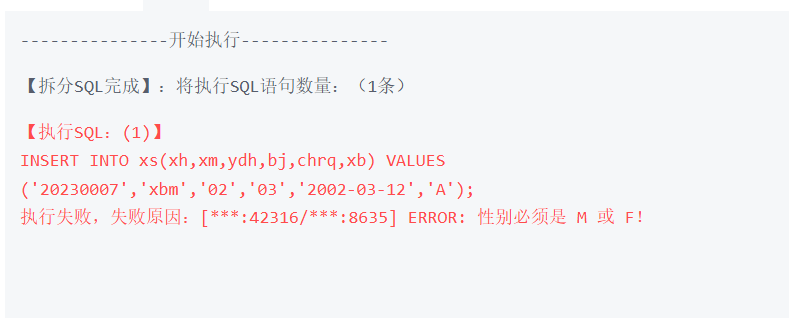 ---------------开始执行---------------
【拆分SQL完成】：将执行SQL语句数量：（1条）
【执行SQL：(1)】
INSERT INTO xs(xh,xm,ydh,bj,chrq,xb) VALUES
('20230007','xbm','02','03','2002-03-12','A');
执行失败，失败原因：[***:42316/***:8635] ERROR: 性别必须是 M 或 F!